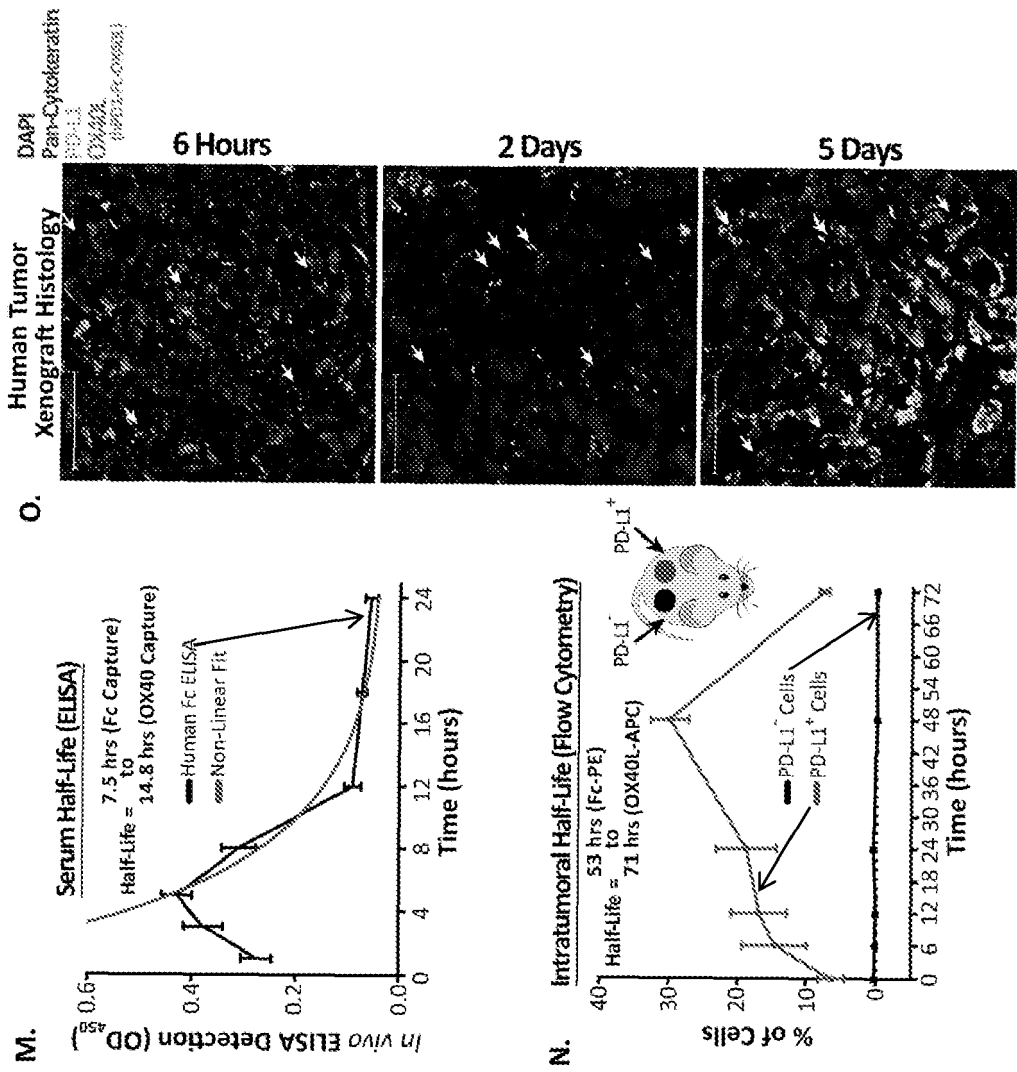 M.
Serum Half-Life (ELISA)
7.5 hrs (Fc Capture)
Half-Life = to
14.8 hrs (OX40 Capture)
Human Fc ELISA
Non-Linear Fit
In vivo ELISA Detection (OD450)
0.6
0.4
0.2
0.0
0 4 8 12 16 20 24
Time (hours)
N.
Intratumoral Half-Life (Flow Cytometry)
53 hrs (Fc-PE)
Half-Life = to
71 hrs (OX40L-APC)
PD-L1⁻ Cells
PD-L1⁺ Cells
PD-L1⁻
PD-L1⁺
% of Cells
40
30
20
10
0
0 6 12 18 24 30 36 42 48 54 60 66 72
Time (hours)
O.
Human Tumor
Xenograft Histology
DAPI
Pan-Cytokeratin
PD-L1
OX40L
6 Hours
2 Days
5 Days